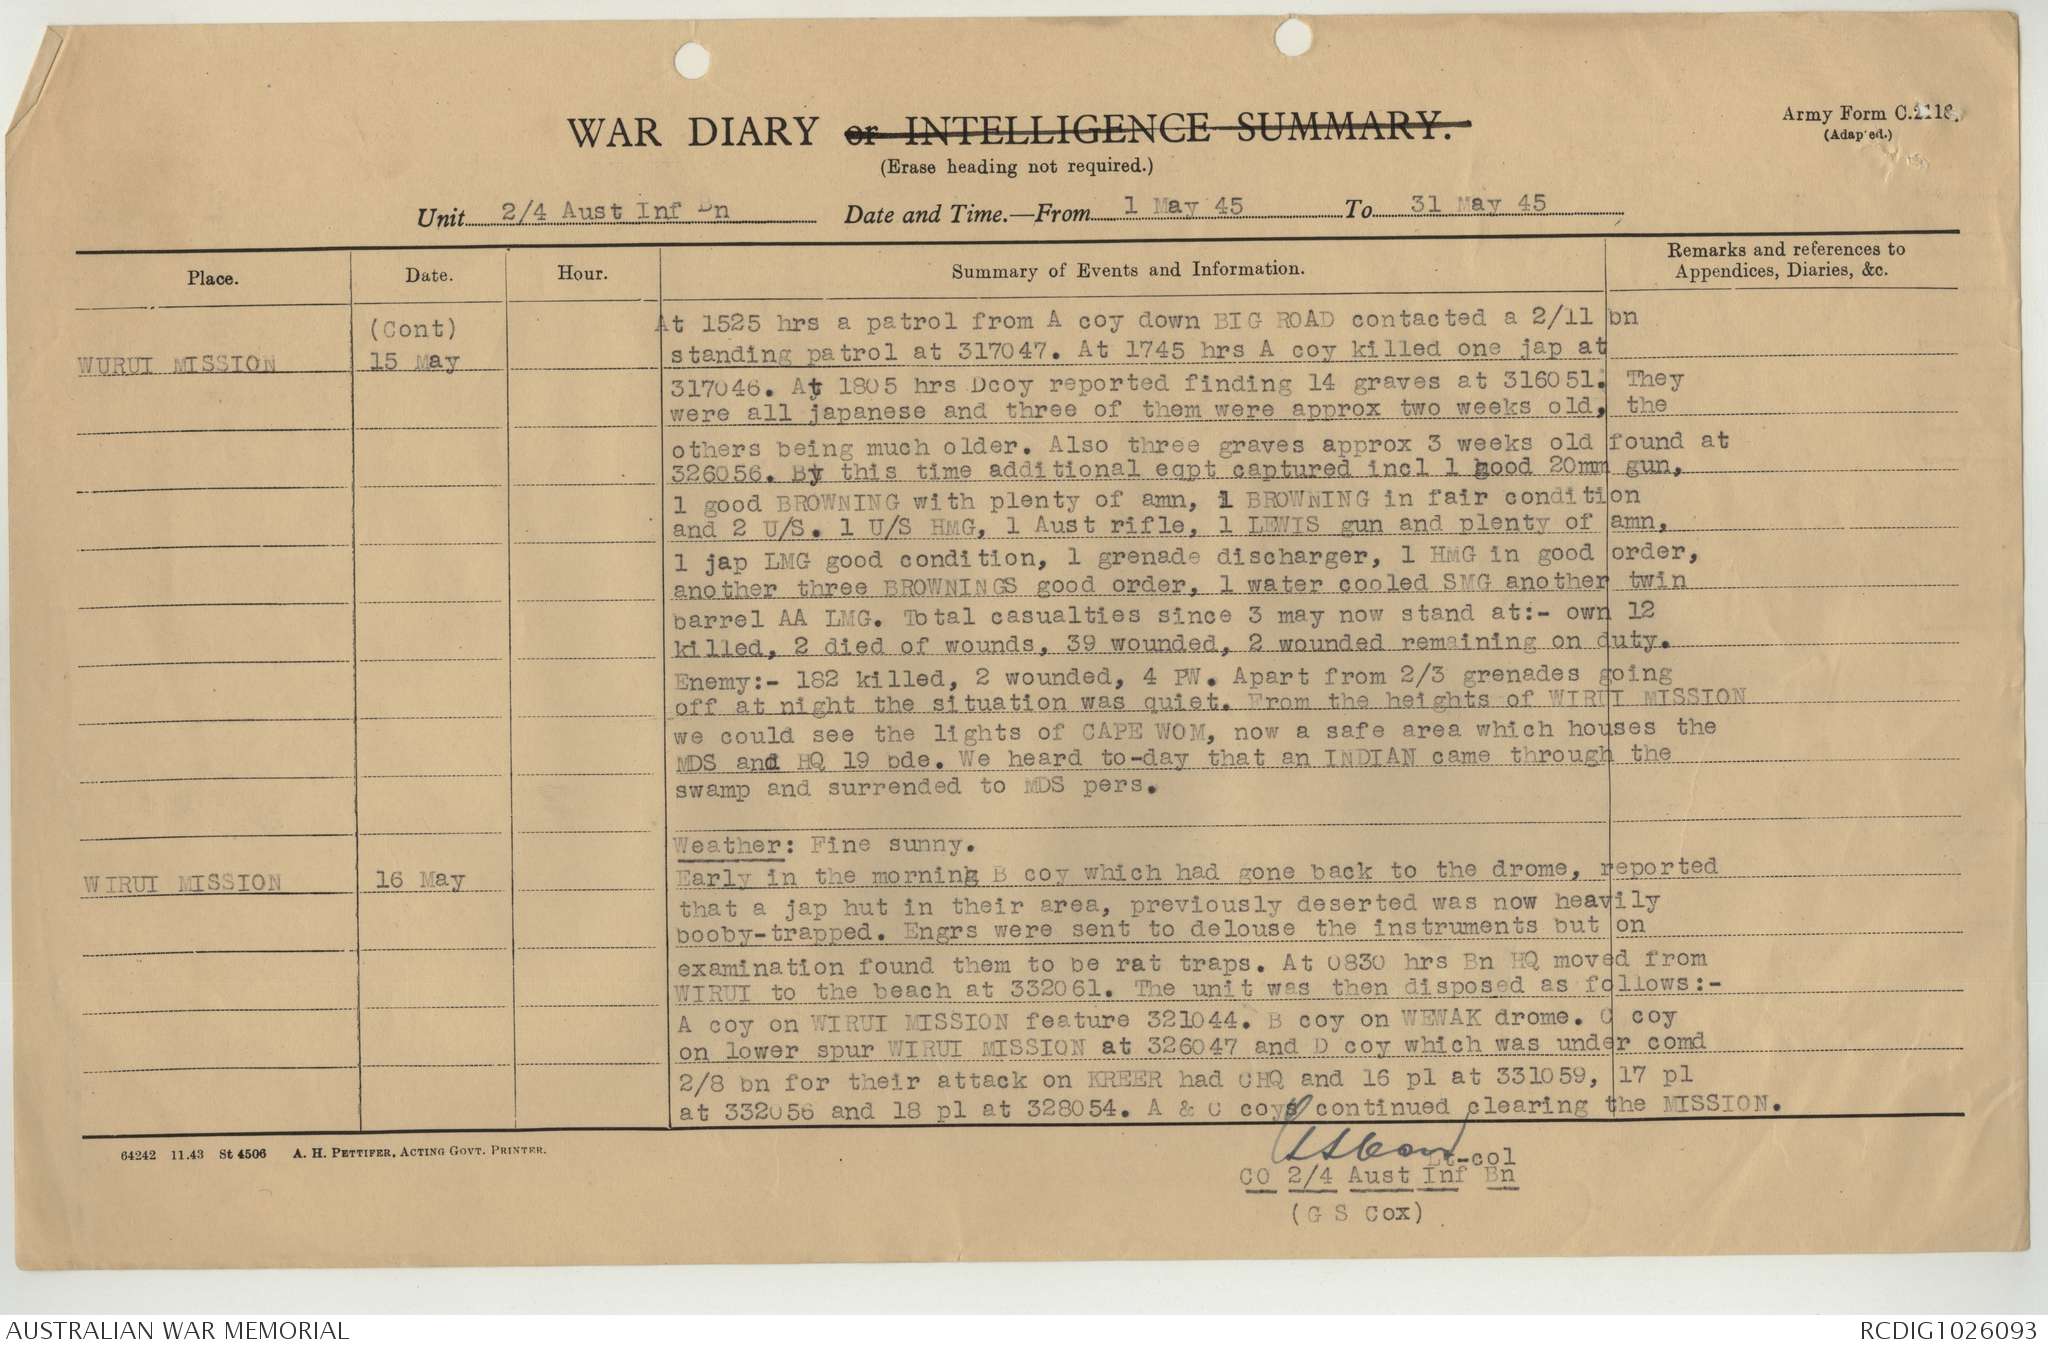 Army Form C.2118.
(Adapted.)
WAR DIARY or INTELLIGENCE SUMMARY.
(Erase heading not required.)
Unit 2/4 Aust Inf Bn Date and Time.—From 1 May 45 To 31 May 45
Place. Date. Hour. Summary of Events and Information. Remarks and references to
Appendices, Diaries, &c.
(Cont) At 1525 hrs a patrol from A coy down BIG ROAD contacted a 2/11 bn
WURUI MISSION 15 May standing patrol at 317047. At 1745 hrs A coy killed one jap at
317046. At 1805 hrs Dcoy reported finding 14 graves at 316051. They
were all japanese and three of them were approx two weeks old, the
others being much older. Also three graves approx 3 weeks old found at
326056. By this time additional eqpt captured incl 1 good 20mm gun,
1 good BROWNING with plenty of amn, 1 BROWNING in fair condition
and 2 U/S. 1 U/S HMG, 1 Aust rifle, 1 LEWIS gun and plenty of amn,
1 jap LMG good condition, 1 grenade discharger, 1 HMG in good order,
another three BROWNINGS good order, 1 water cooled SMG another twin
barrel AA LMG. Total casualties since 3 may now stand at:- own 12
killed, 2 died of wounds, 39 wounded, 2 wounded remaining on duty.
Enemy:- 182 killed, 2 wounded, 4 PW. Apart from 2/3 grenades going
off at night the situation was quiet. From the heights of WIRUI MISSION
we could see the lights of CAPE WOM, now a safe area which houses the
MDS and HQ 19 bde. We heard to-day that an INDIAN came through the
swamp and surrended to MDS pers.
Weather: Fine sunny.
WIRUI MISSION 16 May Early in the morning B coy which had gone back to the drome, reported
that a jap hut in their area, previously deserted was now heavily
booby-trapped. Engrs were sent to delouse the instruments but on
examination found them to be rat traps. At 0830 hrs Bn HQ moved from
WIRUI to the beach at 332061. The unit was then disposed as follows:-
A coy on WIRUI MISSION feature 321044. B coy on WEWAK drome. C coy
on lower spur WIRUI MISSION at 326047 and D coy which was under comd
2/8 bn for their attack on KREER had CHQ and 16 pl at 331059, 17 pl
at 332056 and 18 pl at 328054. A & C coys continued clearing the MISSION.
64242 11.43 St 4506 A. H. PETTIFER, ACTING GOVT. PRINTER.
GSCox Lt-col
CO 2/4 Aust Inf Bn
(G S Cox)
AUSTRALIAN WAR MEMORIAL RCDIG1026093